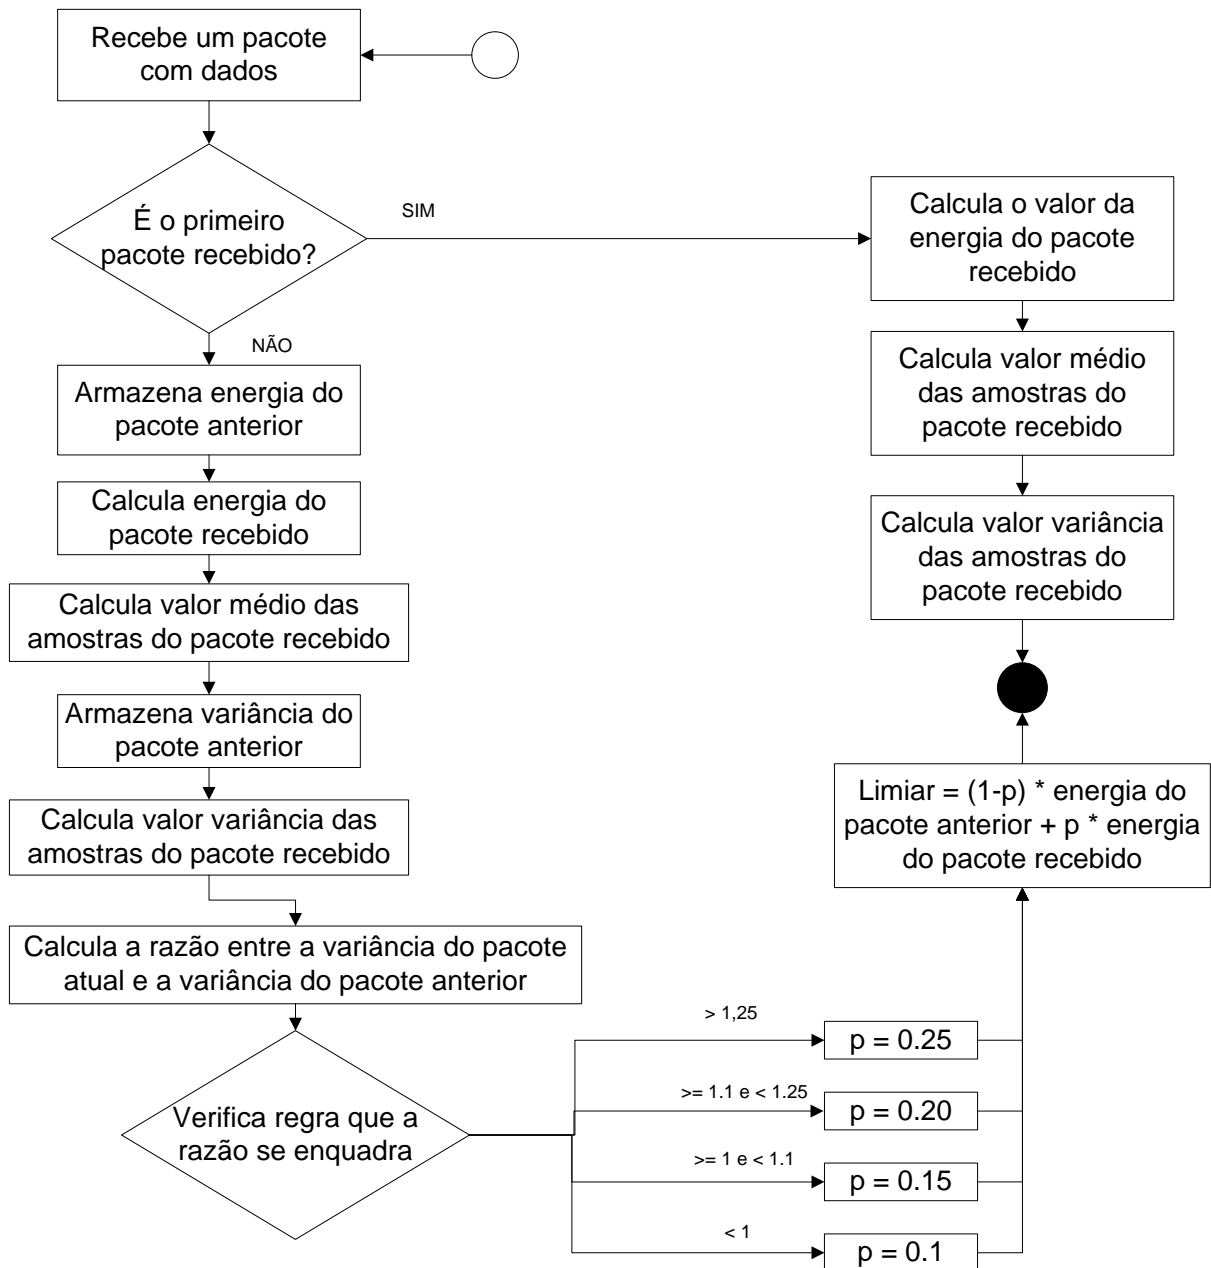 Recebe um pacote
com dados
É o primeiro
pacote recebido?
SIM
NÃO
Armazena energia do
pacote anterior
Calcula energia do
pacote recebido
Calcula valor médio das
amostras do pacote recebido
Armazena variância do
pacote anterior
Calcula valor variância das
amostras do pacote recebido
Calcula a razão entre a variância do pacote
atual e a variância do pacote anterior
Verifica regra que a
razão se enquadra
> 1,25
p = 0.25
>= 1.1 e < 1.25
p = 0.20
>= 1 e < 1.1
p = 0.15
< 1
p = 0.1
Limiar = (1-p) * energia do
pacote anterior + p * energia
do pacote recebido
Calcula o valor da
energia do pacote
recebido
Calcula valor médio
das amostras do
pacote recebido
Calcula valor variância
das amostras do
pacote recebido